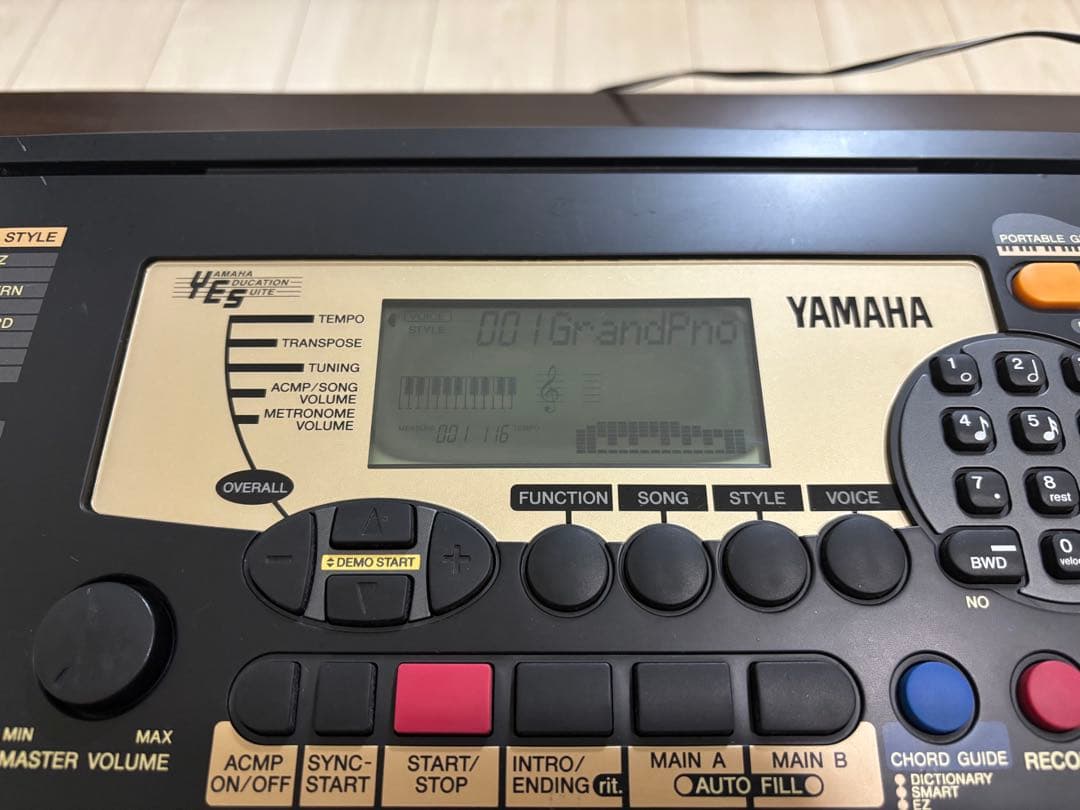 STYLE
Z
RN
RD
YAMAHA
EDUCATION
SUITE
TEMPO
TRANSPOSE
TUNING
ACMP/SONG
VOLUME
METRONOME
VOLUME
OVERALL
VOICE
STYLE
001GrandPno
MEASURE 001 116 TEMPO
YAMAHA
PORTABLE G
1 2
4 5
7 8
rest
BWD 0
velo
NO
FUNCTION SONG STYLE VOICE
DEMO START
MIN MAX
MASTER VOLUME
ACMP
ON/OFF
SYNC-
START
START/
STOP
INTRO/
ENDING rit.
MAIN A MAIN B
AUTO FILL
CHORD GUIDE
DICTIONARY
SMART
EZ
RECO